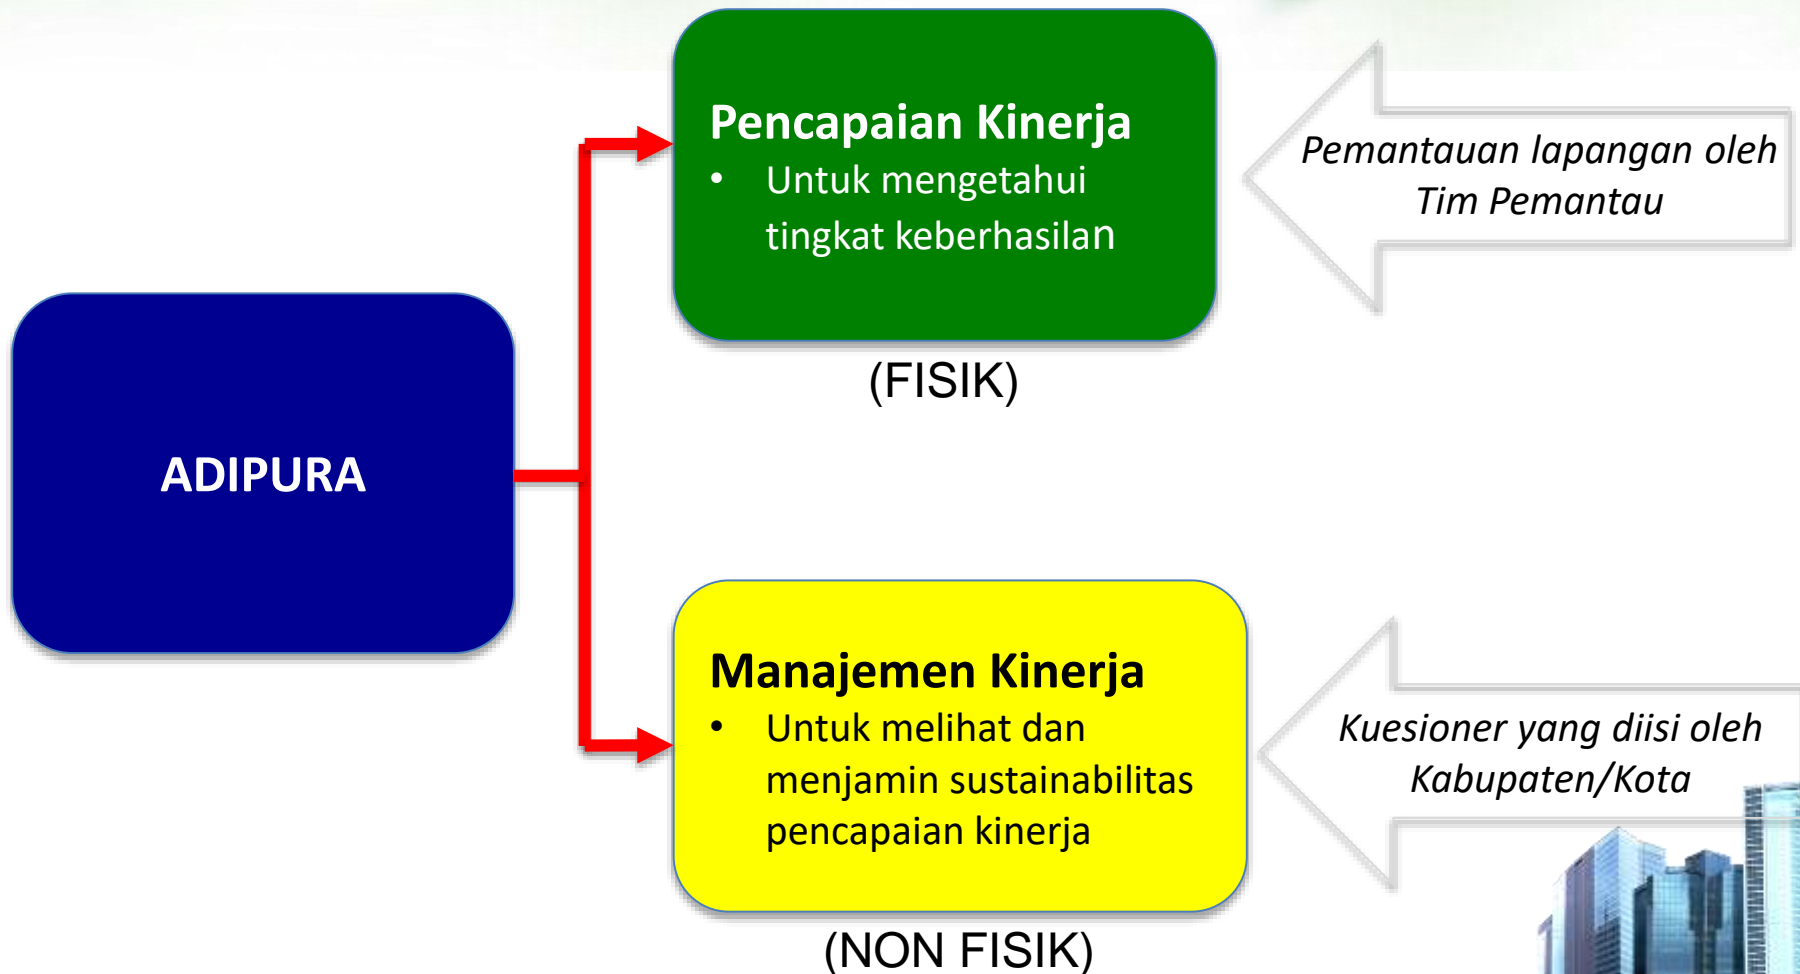 ADIPURA
Pencapaian Kinerja
• Untuk mengetahui
tingkat keberhasilan
(FISIK)
Pemantauan lapangan oleh
Tim Pemantau
Manajemen Kinerja
• Untuk melihat dan
menjamin sustainabilitas
pencapaian kinerja
(NON FISIK)
Kuesioner yang diisi oleh
Kabupaten/Kota